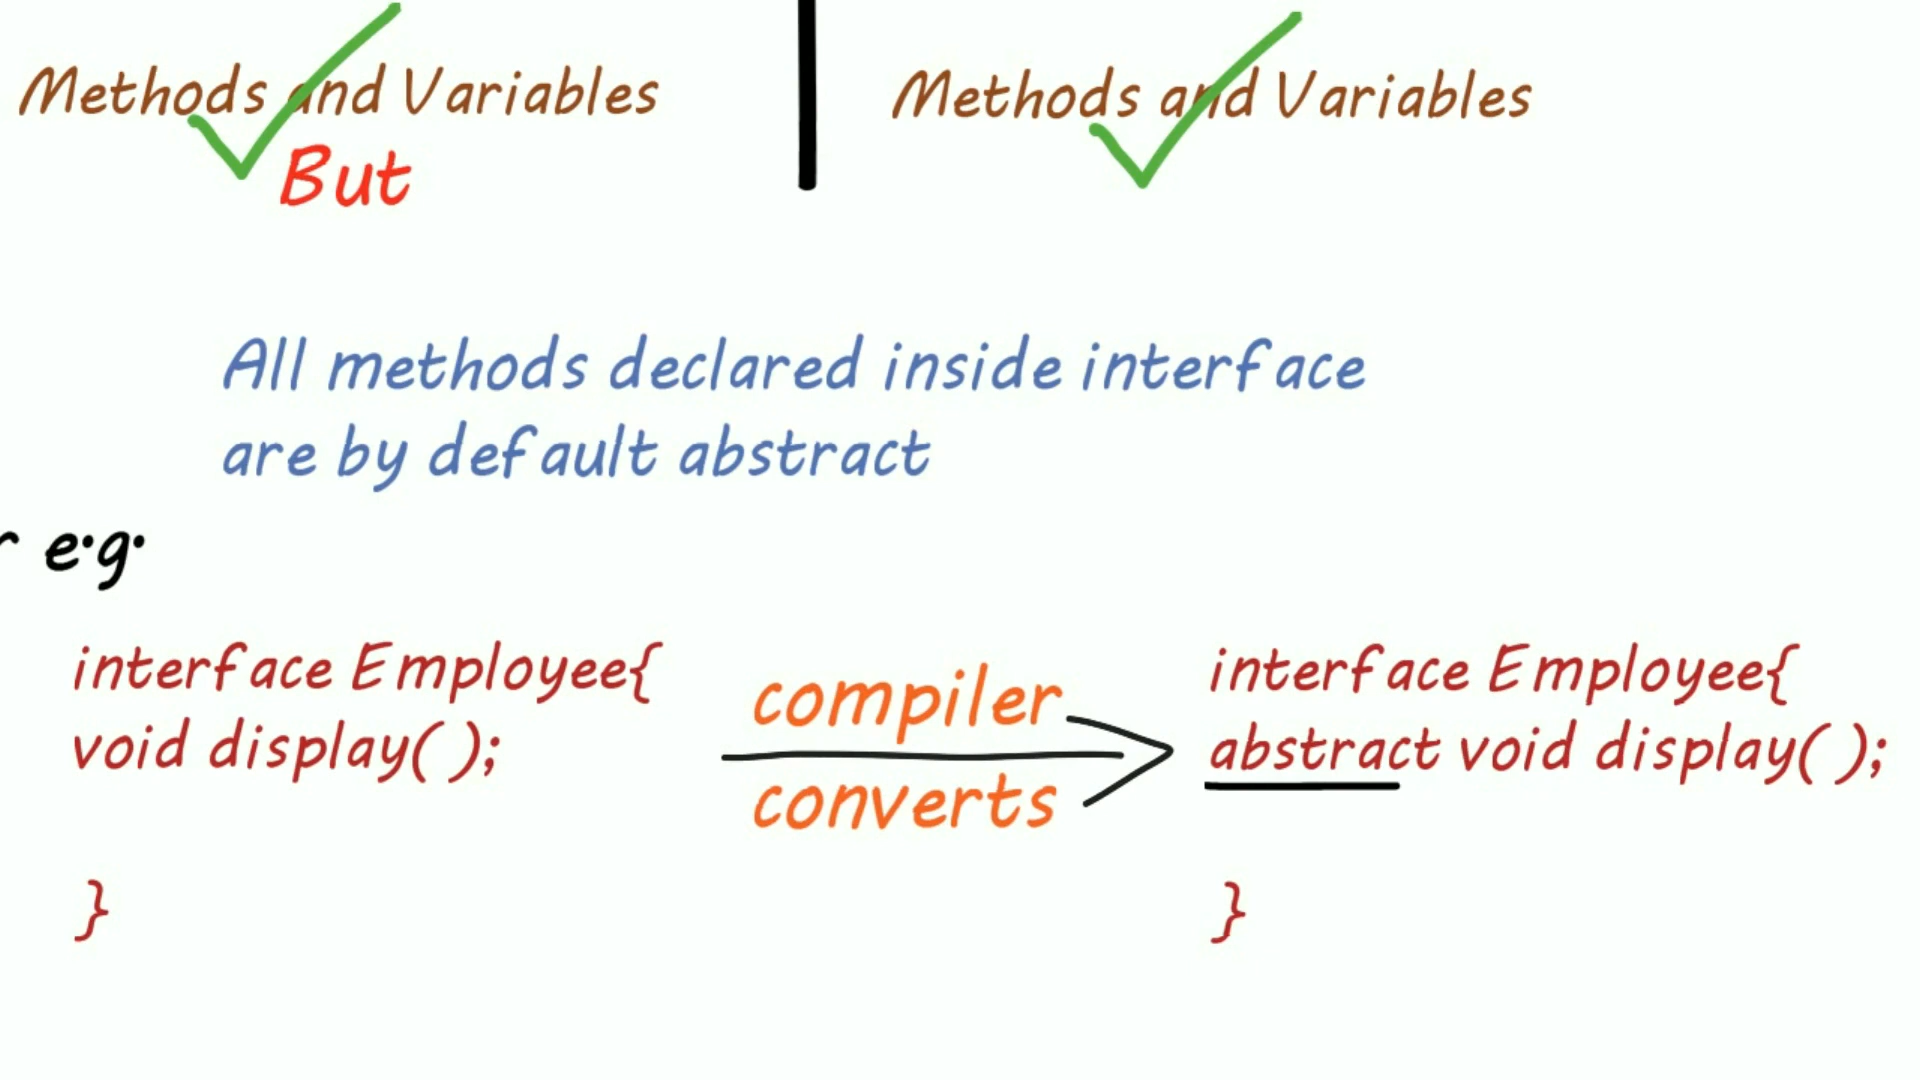 Methods and Variables
Methods and Variables
But
All methods declared inside interface
are by default abstract
r e.g.
interface Employee{
void display( );
}
compiler
converts
interface Employee{
abstract void display( );
}